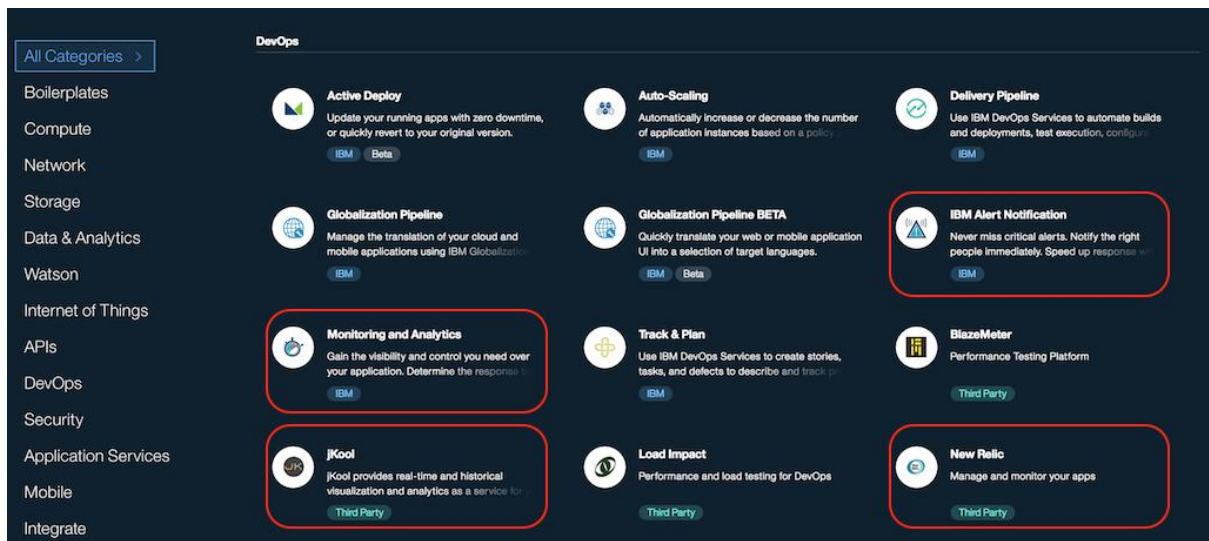 All Categories >
Boilerplates
Compute
Network
Storage
Data & Analytics
Watson
Internet of Things
APIs
DevOps
Security
Application Services
Mobile
Integrate
DevOps
Active Deploy
Update your running apps with zero downtime,
or quickly revert to your original version.
IBM Beta
Auto-Scaling
Automatically increase or decrease the number
of application instances based on a policy
IBM
Delivery Pipeline
Use IBM DevOps Services to automate builds
and deployments, test execution, configure
IBM
Globalization Pipeline
Manage the translation of your cloud and
mobile applications using IBM Globalization
IBM
Globalization Pipeline BETA
Quickly translate your web or mobile application
UI into a selection of target languages.
IBM Beta
IBM Alert Notification
Never miss critical alerts. Notify the right
people immediately. Speed up response
IBM
Monitoring and Analytics
Gain the visibility and control you need over
your application. Determine the response
IBM
Track & Plan
Use IBM DevOps Services to create stories,
tasks, and defects to describe and track
IBM
BlazeMeter
Performance Testing Platform
Third Party
JK
jKool
jKool provides real-time and historical
visualization and analytics as a service for
Third Party
Load Impact
Performance and load testing for DevOps
Third Party
New Relic
Manage and monitor your apps
Third Party